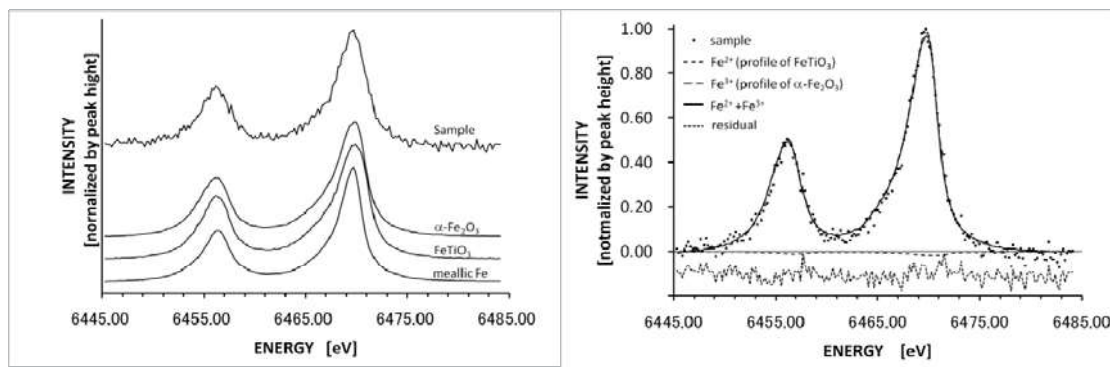 INTENSITY
[nornalized by peak hight]
Sample
α-Fe₂O₃
FeTiO₃
meallic Fe
6445.00 6455.00 6465.00 6475.00 6485.00
ENERGY [eV]
INTENSITY
[notmalized by peak height]
1.00
0.80
0.60
0.40
0.20
0.00
-0.20
sample
Fe²⁺ (profile of FeTiO₃)
Fe³⁺ (profile of α-Fe₂O₃)
Fe²⁺+Fe³⁺
residual
6445.00 6455.00 6465.00 6475.00 6485.00
ENERGY [eV]